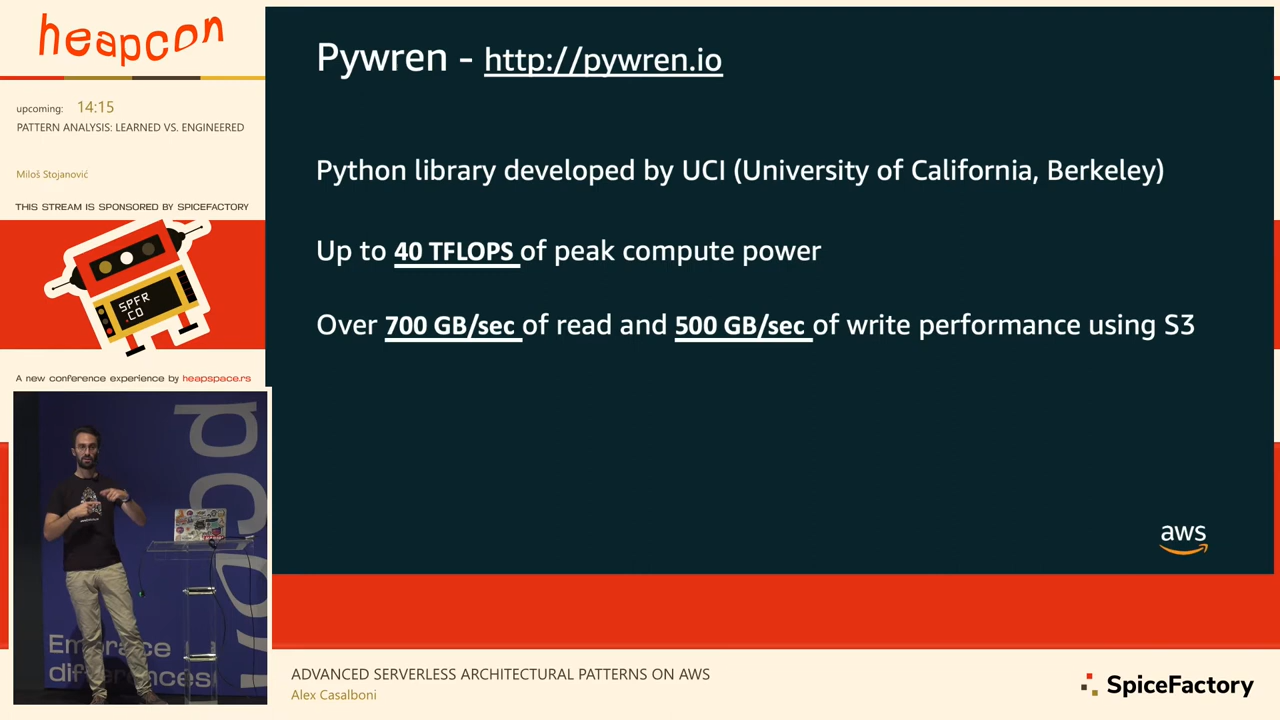 heapcon
upcoming: 14:15
PATTERN ANALYSIS: LEARNED VS. ENGINEERED
Miloš Stojanović
THIS STREAM IS SPONSORED BY SPICEFACTORY
SPFR
.CO
A new conference experience by heapspace.rs
Embrace
differences
Pywren - http://pywren.io
Python library developed by UCI (University of California, Berkeley)
Up to 40 TFLOPS of peak compute power
Over 700 GB/sec of read and 500 GB/sec of write performance using S3
aws
ADVANCED SERVERLESS ARCHITECTURAL PATTERNS ON AWS
Alex Casalboni
SpiceFactory